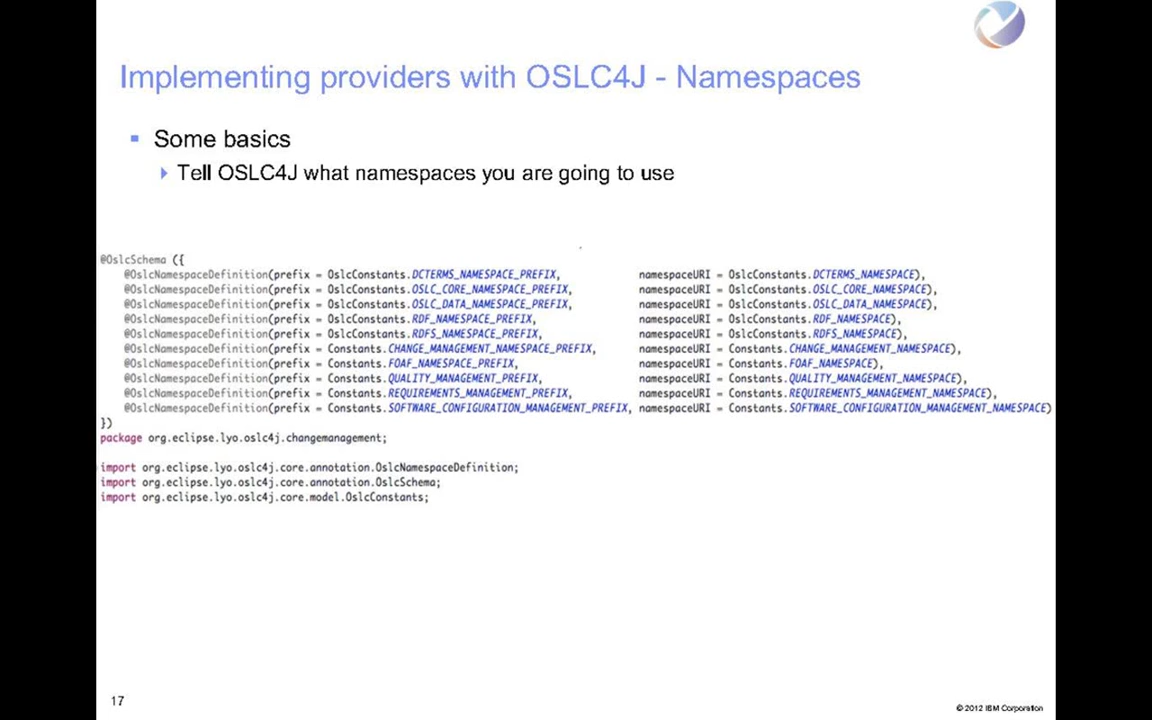 Implementing providers with OSLC4J - Namespaces
Some basics
Tell OSLC4J what namespaces you are going to use
@OslcSchema ({
@OslcNamespaceDefinition(prefix = OslcConstants.DCTERMS_NAMESPACE_PREFIX, namespaceURI = OslcConstants.DCTERMS_NAMESPACE),
@OslcNamespaceDefinition(prefix = OslcConstants.OSLC_CORE_NAMESPACE_PREFIX, namespaceURI = OslcConstants.OSLC_CORE_NAMESPACE),
@OslcNamespaceDefinition(prefix = OslcConstants.OSLC_DATA_NAMESPACE_PREFIX, namespaceURI = OslcConstants.OSLC_DATA_NAMESPACE),
@OslcNamespaceDefinition(prefix = OslcConstants.RDF_NAMESPACE_PREFIX, namespaceURI = OslcConstants.RDF_NAMESPACE),
@OslcNamespaceDefinition(prefix = OslcConstants.RDFS_NAMESPACE_PREFIX, namespaceURI = OslcConstants.RDFS_NAMESPACE),
@OslcNamespaceDefinition(prefix = Constants.CHANGE_MANAGEMENT_NAMESPACE_PREFIX, namespaceURI = Constants.CHANGE_MANAGEMENT_NAMESPACE),
@OslcNamespaceDefinition(prefix = Constants.FOAF_NAMESPACE_PREFIX, namespaceURI = Constants.FOAF_NAMESPACE),
@OslcNamespaceDefinition(prefix = Constants.QUALITY_MANAGEMENT_PREFIX, namespaceURI = Constants.QUALITY_MANAGEMENT_NAMESPACE),
@OslcNamespaceDefinition(prefix = Constants.REQUIREMENTS_MANAGEMENT_PREFIX, namespaceURI = Constants.REQUIREMENTS_MANAGEMENT_NAMESPACE),
@OslcNamespaceDefinition(prefix = Constants.SOFTWARE_CONFIGURATION_MANAGEMENT_PREFIX, namespaceURI = Constants.SOFTWARE_CONFIGURATION_MANAGEMENT_NAMESPACE)
})
package org.eclipse.lyo.oslc4j.changemanagement;
import org.eclipse.lyo.oslc4j.core.annotation.OslcNamespaceDefinition;
import org.eclipse.lyo.oslc4j.core.annotation.OslcSchema;
import org.eclipse.lyo.oslc4j.core.model.OslcConstants;
17
© 2012 IBM Corporation